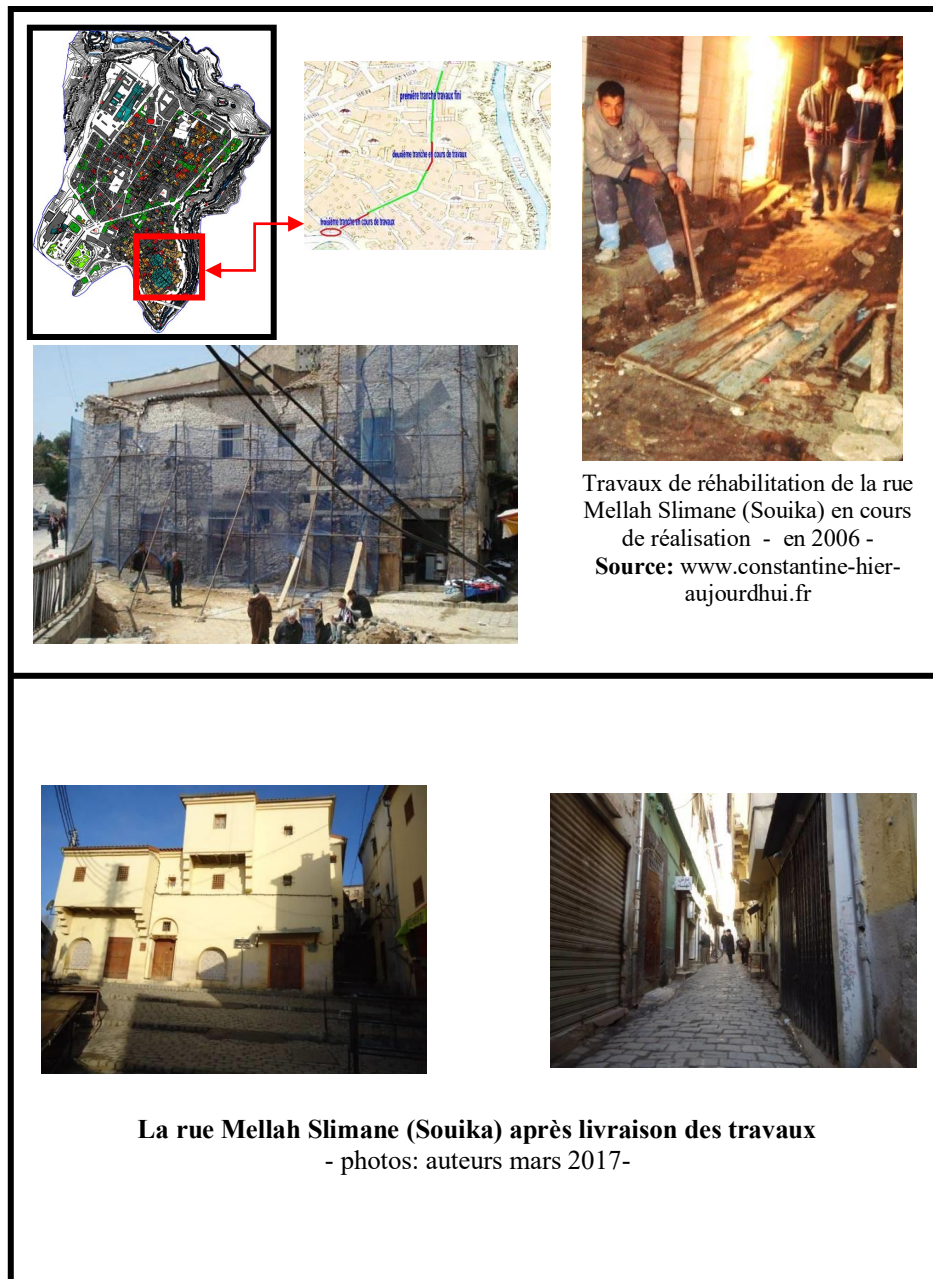 première tranche travaux fini
deuxième tranche en cours de travaux
troisième tranche en cours de travaux
Travaux de réhabilitation de la rue
Mellah Slimane (Souika) en cours
de réalisation - en 2006 -
Source: www.constantine-hier-
aujourdhui.fr
La rue Mellah Slimane (Souika) après livraison des travaux
- photos: auteurs mars 2017-